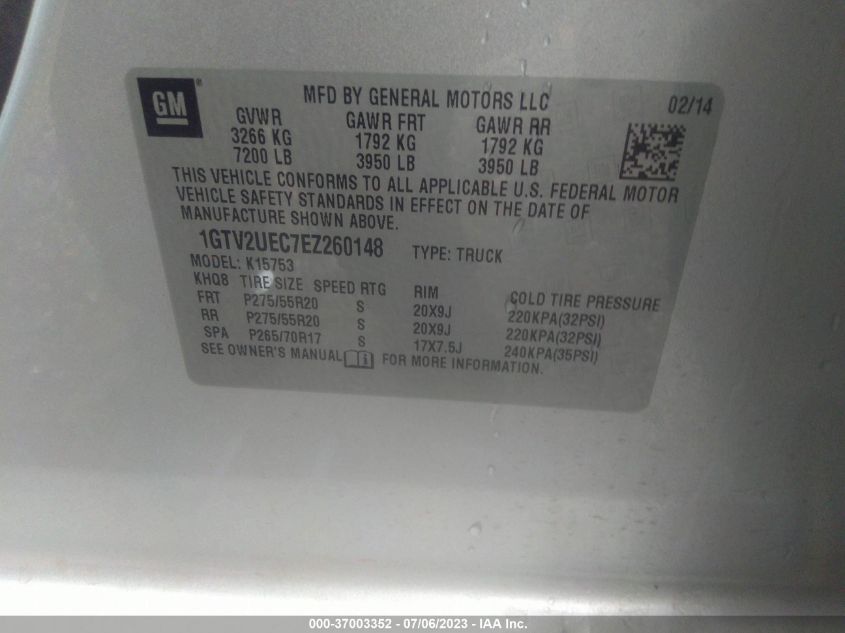 GM® MFD BY GENERAL MOTORS LLC 02/14
GVWR GAWR FRT GAWR RR
3266 KG 1792 KG 1792 KG
7200 LB 3950 LB 3950 LB
THIS VEHICLE CONFORMS TO ALL APPLICABLE U.S. FEDERAL MOTOR
VEHICLE SAFETY STANDARDS IN EFFECT ON THE DATE OF
MANUFACTURE SHOWN ABOVE.
1GTV2UEC7EZ260148 TYPE: TRUCK
MODEL: K15753
KHQ8 TIRE SIZE SPEED RTG RIM COLD TIRE PRESSURE
FRT P275/55R20 S 20X9J 220KPA(32PSI)
RR P275/55R20 S 20X9J 220KPA(32PSI)
SPA P265/70R17 S 17X7.5J 240KPA(35PSI)
SEE OWNER'S MANUAL FOR MORE INFORMATION.
000-37003352 - 07/06/2023 - IAA Inc.